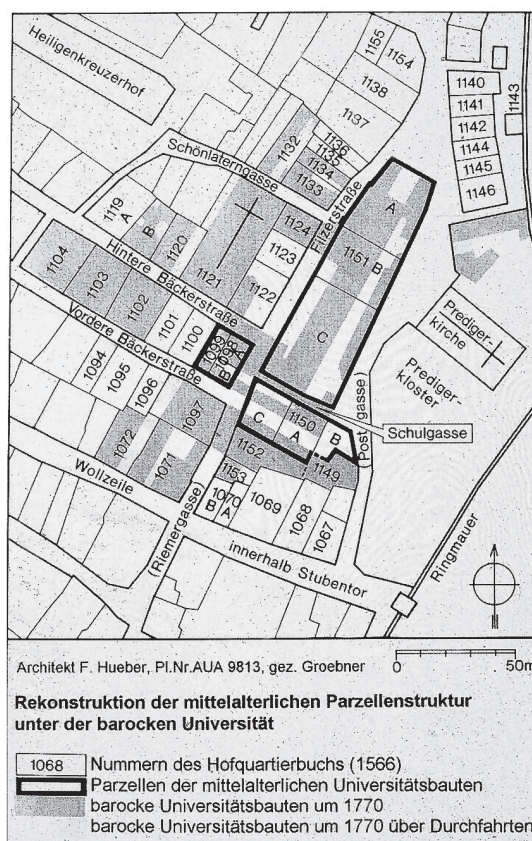 Heiligenkreuzerhof
1155
1154
1138
1137
1136
1135
1134
1133
1132
1140
1141
1142
1144
1145
1146
1143
Schönlaterngasse
Filzerstraße
1119
A
B
1120
1121
1124
1123
1122
A
1151
B
C
1104
1103
1102
1101
1100
Hintere Bäckerstraße
Vordere Bäckerstraße
1099
1098
A
B
C
1094
1095
1096
1097
1072
1071
Prediger-
kirche
Prediger-
kloster
(Postgasse)
Schulgasse
C
1150
A
B
1152
1149
1153
1070
B
A
1069
1068
1067
Wollzeile
(Riemergasse)
innerhalb Stubentor
Ringmauer
Architekt F. Hueber, Pl.Nr.AUA 9813, gez. Groebner
0 50m
Rekonstruktion der mittelalterlichen Parzellenstruktur
unter der barocken Universität
1068 Nummern des Hofquartierbuchs (1566)
Parzellen der mittelalterlichen Universitätsbauten
barocke Universitätsbauten um 1770
barocke Universitätsbauten um 1770 über Durchfahrten